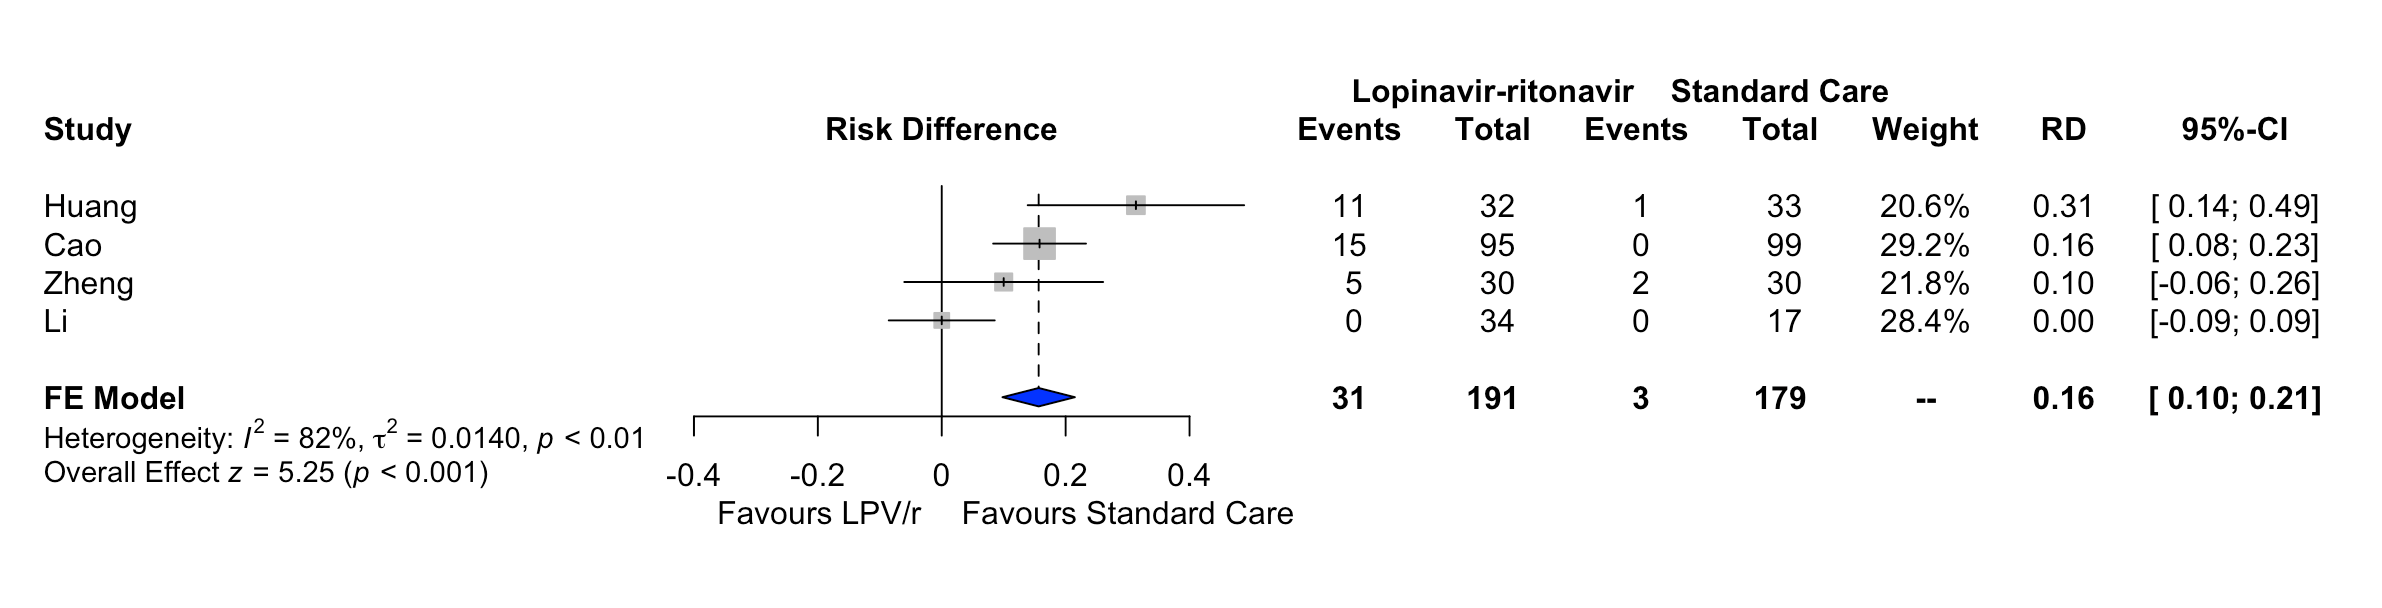 Lopinavir-ritonavir Standard Care
Study Risk Difference Events Total Events Total Weight RD 95%-CI
Huang 11 32 1 33 20.6% 0.31 [ 0.14; 0.49]
Cao 15 95 0 99 29.2% 0.16 [ 0.08; 0.23]
Zheng 5 30 2 30 21.8% 0.10 [-0.06; 0.26]
Li 0 34 0 17 28.4% 0.00 [-0.09; 0.09]
FE Model 31 191 3 179 -- 0.16 [ 0.10; 0.21]
Heterogeneity: I² = 82%, τ² = 0.0140, p < 0.01
Overall Effect z = 5.25 (p < 0.001)
-0.4 -0.2 0 0.2 0.4
Favours LPV/r Favours Standard Care